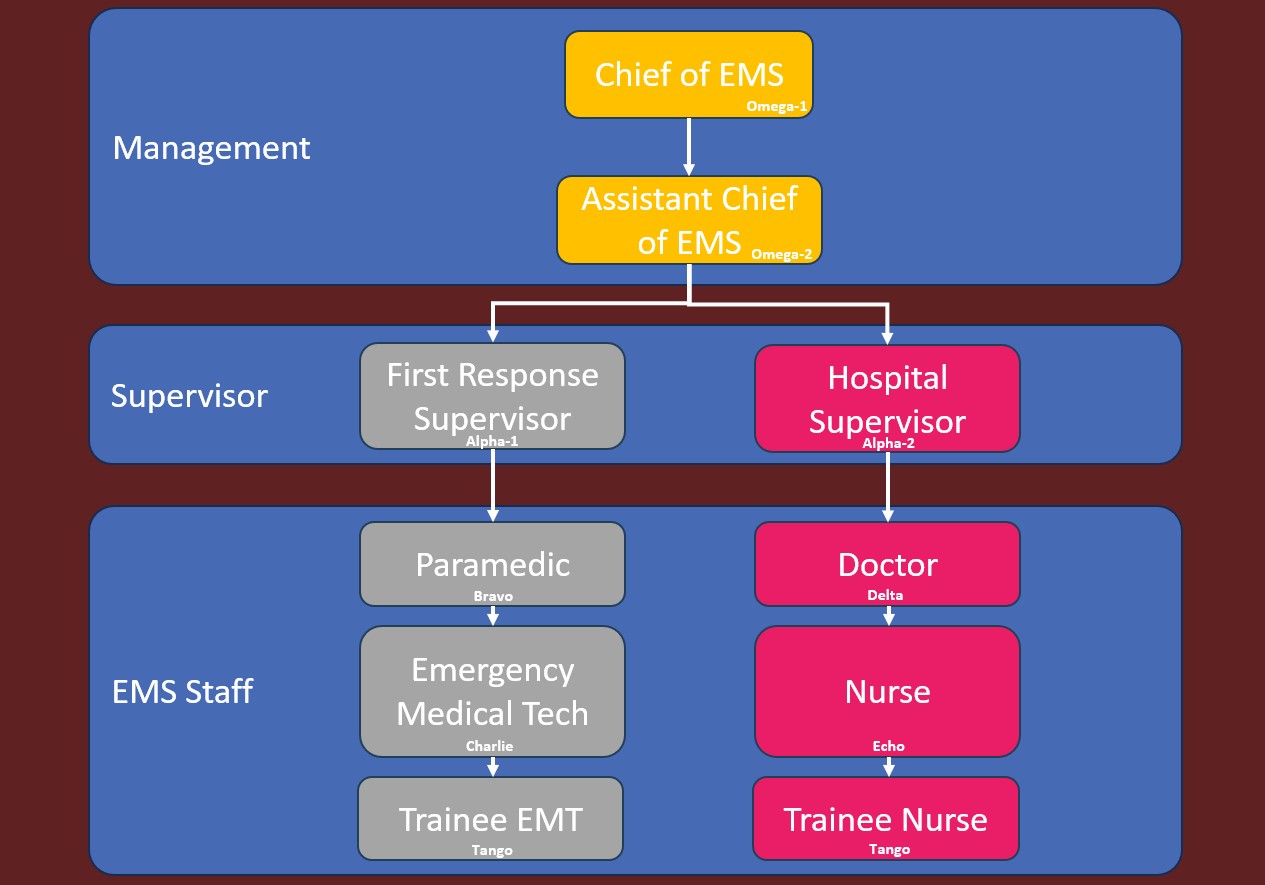 Chief of EMS
Omega-1
Management
Assistant Chief
of EMS
Omega-2
First Response
Supervisor
Alpha-1
Hospital
Supervisor
Alpha-2
Supervisor
Paramedic
Bravo
Doctor
Delta
Emergency
Medical Tech
Charlie
Nurse
Echo
EMS Staff
Trainee EMT
Tango
Trainee Nurse
Tango